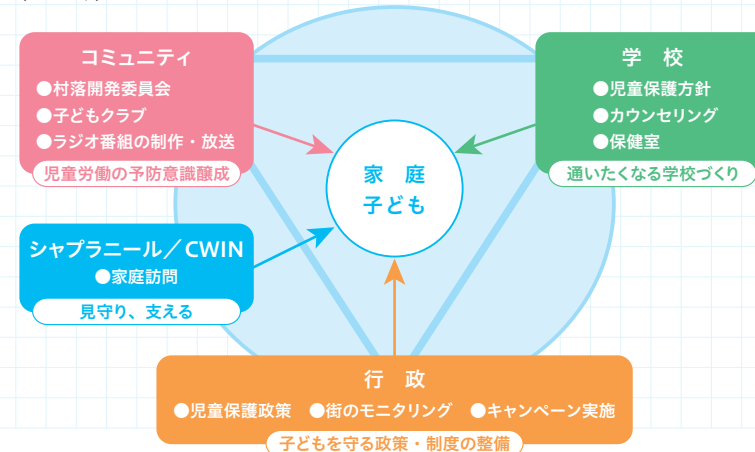 コミュニティ
●村落開発委員会
●子どもクラブ
●ラジオ番組の制作・放送
児童労働の予防意識醸成
学 校
●児童保護方針
●カウンセリング
●保健室
通いたくなる学校づくり
家 庭
子ども
シャプラニール／CWIN
●家庭訪問
見守り、支える
行 政
●児童保護政策 ●街のモニタリング ●キャンペーン実施
子どもを守る政策・制度の整備